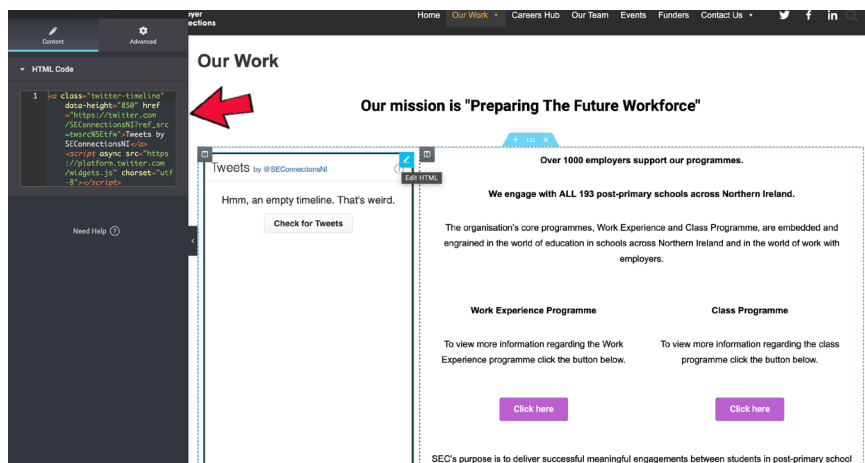 Content
Advanced
HTML Code
1 <a class="twitter-timeline"
data-height="850" href
="https://twitter.com
/SEConnectionsNI?ref_src
=twsrc%5Etfw">Tweets by
SEConnectionsNI</a>
<script async src="https
://platform.twitter.com
/widgets.js" charset="utf
-8"></script>
Need Help ?
Home Our Work Careers Hub Our Team Events Funders Contact Us
Our Work
Our mission is "Preparing The Future Workforce"
Tweets by @SEConnectionsNI
Edit HTML
Hmm, an empty timeline. That's weird.
Check for Tweets
Over 1000 employers support our programmes.
We engage with ALL 193 post-primary schools across Northern Ireland.
The organisation's core programmes, Work Experience and Class Programme, are embedded and
engrained in the world of education in schools across Northern Ireland and in the world of work with
employers.
Work Experience Programme
To view more information regarding the Work
Experience programme click the button below.
Click here
Class Programme
To view more information regarding the class
programme click the button below.
Click here
SEC's purpose is to deliver successful meaningful engagements between students in post-primary school